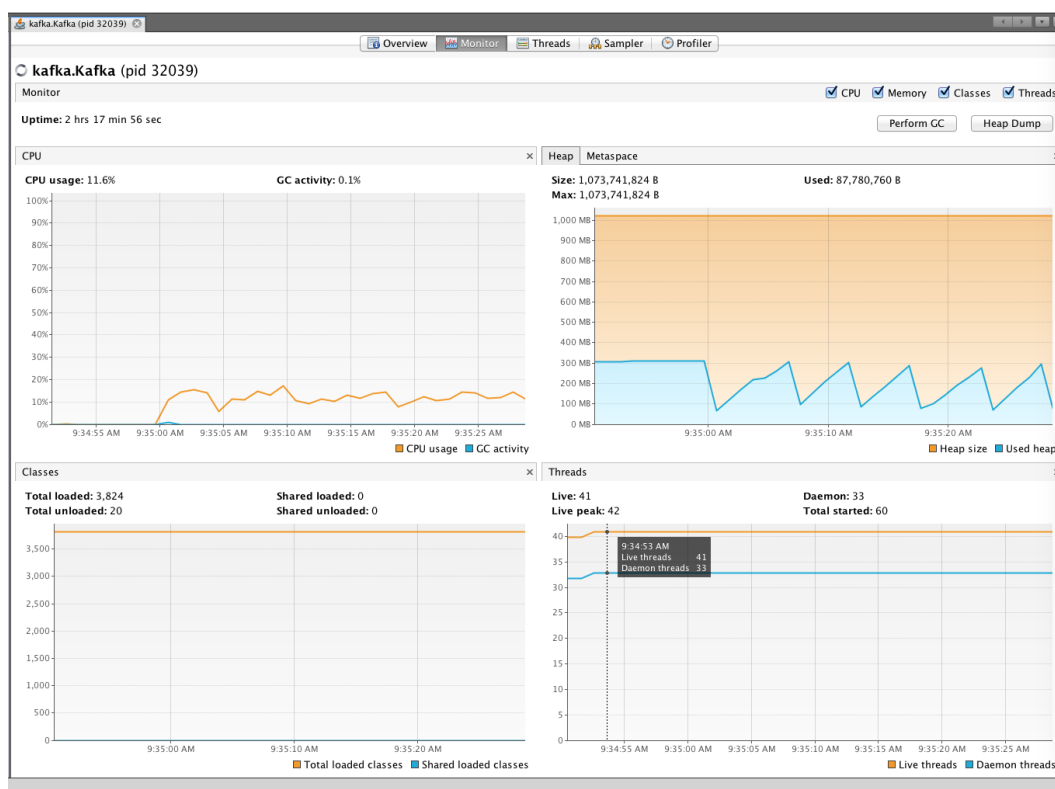 kafka.Kafka (pid 32039)
Overview Monitor Threads Sampler Profiler
kafka.Kafka (pid 32039)
Monitor CPU Memory Classes Threads
Uptime: 2 hrs 17 min 56 sec
Perform GC Heap Dump
CPU
CPU usage: 11.6% GC activity: 0.1%
100%
90%
80%
70%
60%
50%
40%
30%
20%
10%
0%
9:34:55 AM 9:35:00 AM 9:35:05 AM 9:35:10 AM 9:35:15 AM 9:35:20 AM 9:35:25 AM
CPU usage GC activity
Heap Metaspace
Size: 1,073,741,824 B Used: 87,780,760 B
Max: 1,073,741,824 B
1,000 MB
900 MB
800 MB
700 MB
600 MB
500 MB
400 MB
300 MB
200 MB
100 MB
0 MB
9:35:00 AM 9:35:10 AM 9:35:20 AM
Heap size Used heap
Classes
Total loaded: 3,824 Shared loaded: 0
Total unloaded: 20 Shared unloaded: 0
3,500
3,000
2,500
2,000
1,500
1,000
500
0
9:35:00 AM 9:35:10 AM 9:35:20 AM
Total loaded classes Shared loaded classes
Threads
Live: 41 Daemon: 33
Live peak: 42 Total started: 60
40
35
30
25
20
15
10
5
0
9:34:53 AM
Live threads 41
Daemon threads 33
9:34:55 AM 9:35:00 AM 9:35:05 AM 9:35:10 AM 9:35:15 AM 9:35:20 AM 9:35:25 AM
Live threads Daemon threads